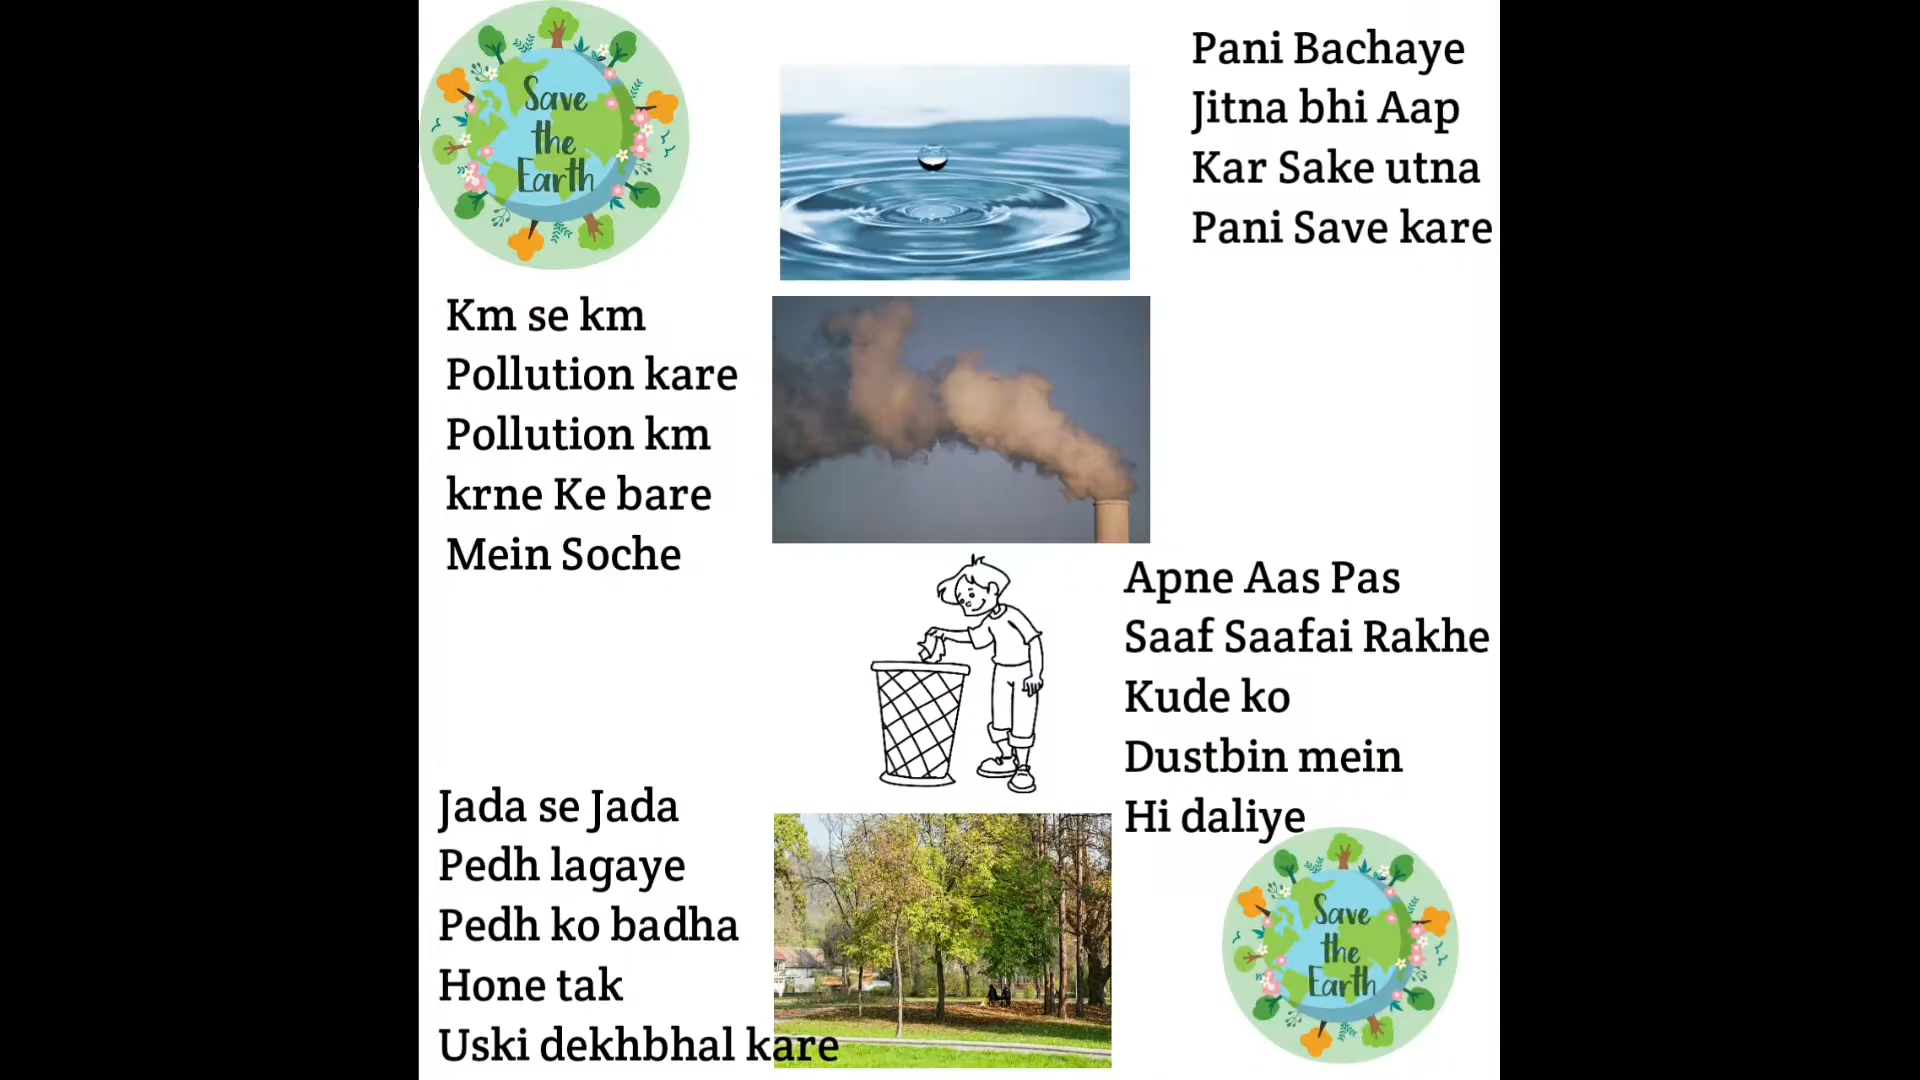 Save
the
Earth
Pani Bachaye
Jitna bhi Aap
Kar Sake utna
Pani Save kare
Km se km
Pollution kare
Pollution km
krne Ke bare
Mein Soche
Apne Aas Pas
Saaf Saafai Rakhe
Kude ko
Dustbin mein
Hi daliye
Jada se Jada
Pedh lagaye
Pedh ko badha
Hone tak
Uski dekhbhal kare
Save
the
Earth